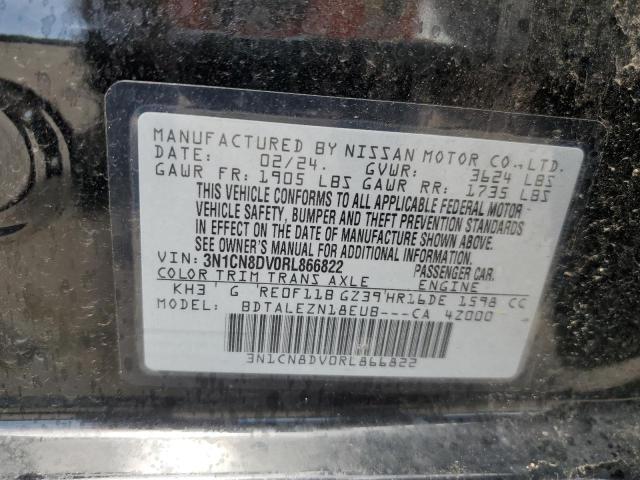 MANUFACTURED BY NISSAN MOTOR CO., LTD.
DATE: 02/24. GVWR: 3624 LBS
GAWR FR: 1905 LBS GAWR RR: 1735 LBS
THIS VEHICLE CONFORMS TO ALL APPLICABLE FEDERAL MOTOR
VEHICLE SAFETY, BUMPER AND THEFT PREVENTION STANDARDS
IN EFFECT ON THE DATE OF MANUFACTURE SHOWN ABOVE.
SEE OWNER'S MANUAL FOR ADDITIONAL INFORMATION.
VIN: 3N1CN8DV0RL866822 PASSENGER CAR.
COLOR TRIM TRANS AXLE ENGINE
KH3 G RE0F11B GZ39 HR16DE 1598 CC
MODEL: BDTALEZN18EUB---CA 42000
3N1CN8DV0RL866822